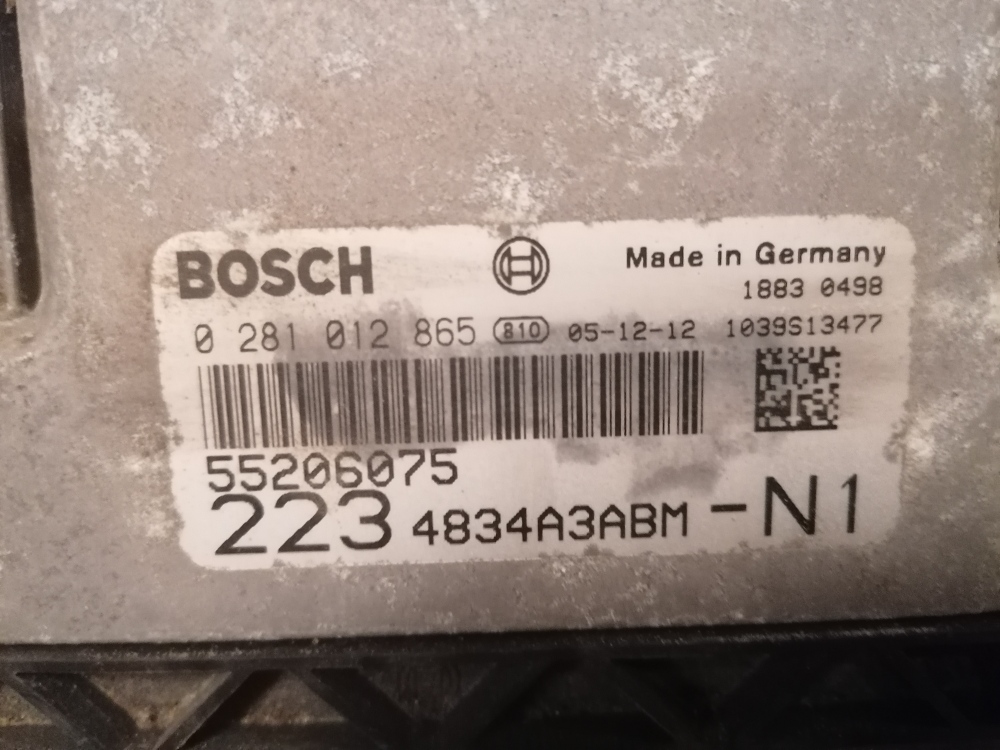 BOSCH Made in Germany
1883 0498
0 281 012 865 810 05-12-12 1039S13477
55206075
223 4834A3ABM -N1